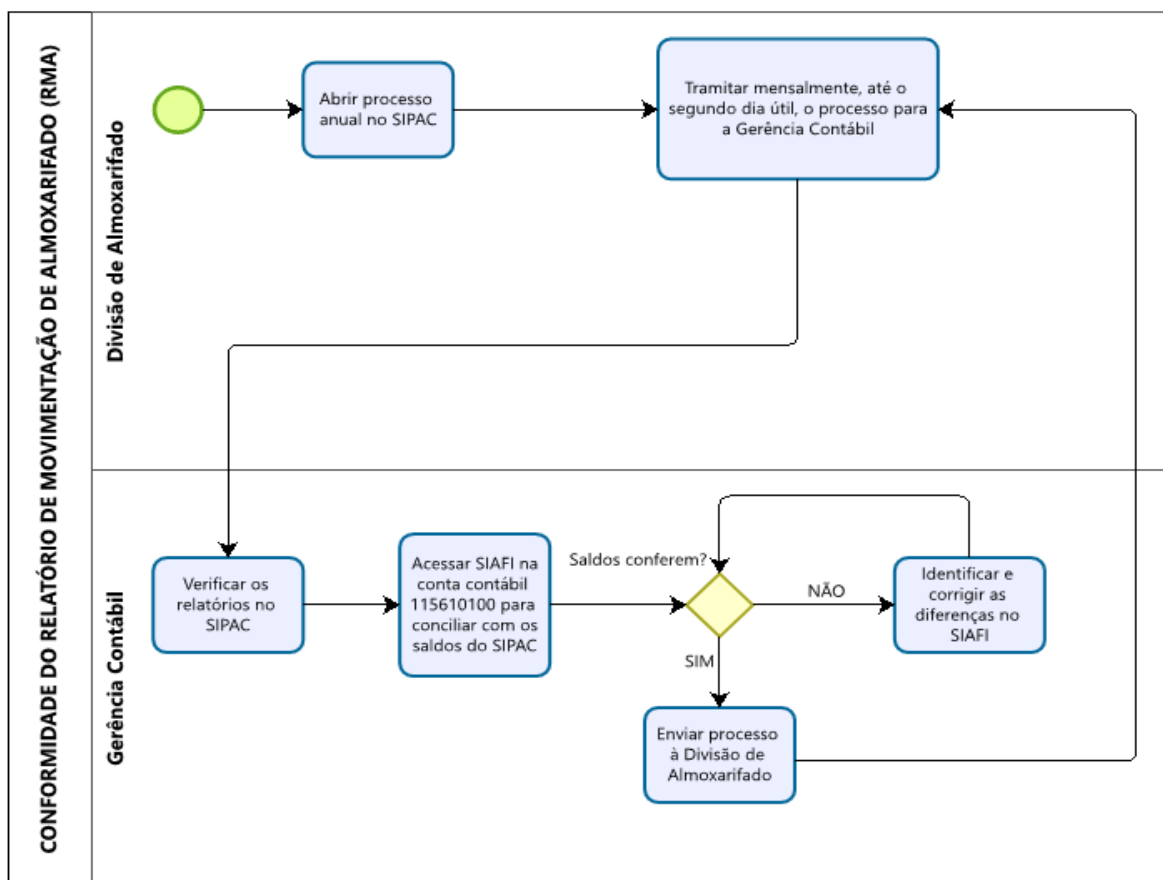 CONFORMIDADE DO RELATÓRIO DE MOVIMENTAÇÃO DE ALMOXARIFADO (RMA)
Divisão de Almoxarifado
Abrir processo
anual no SIPAC
Tramitar mensalmente, até o
segundo dia útil, o processo para
a Gerência Contábil
Gerência Contábil
Verificar os
relatórios no
SIPAC
Acessar SIAFI na
conta contábil
115610100 para
conciliar com os
saldos do SIPAC
Saldos conferem?
NÃO
Identificar e
corrigir as
diferenças no
SIAFI
SIM
Enviar processo
à Divisão de
Almoxarifado